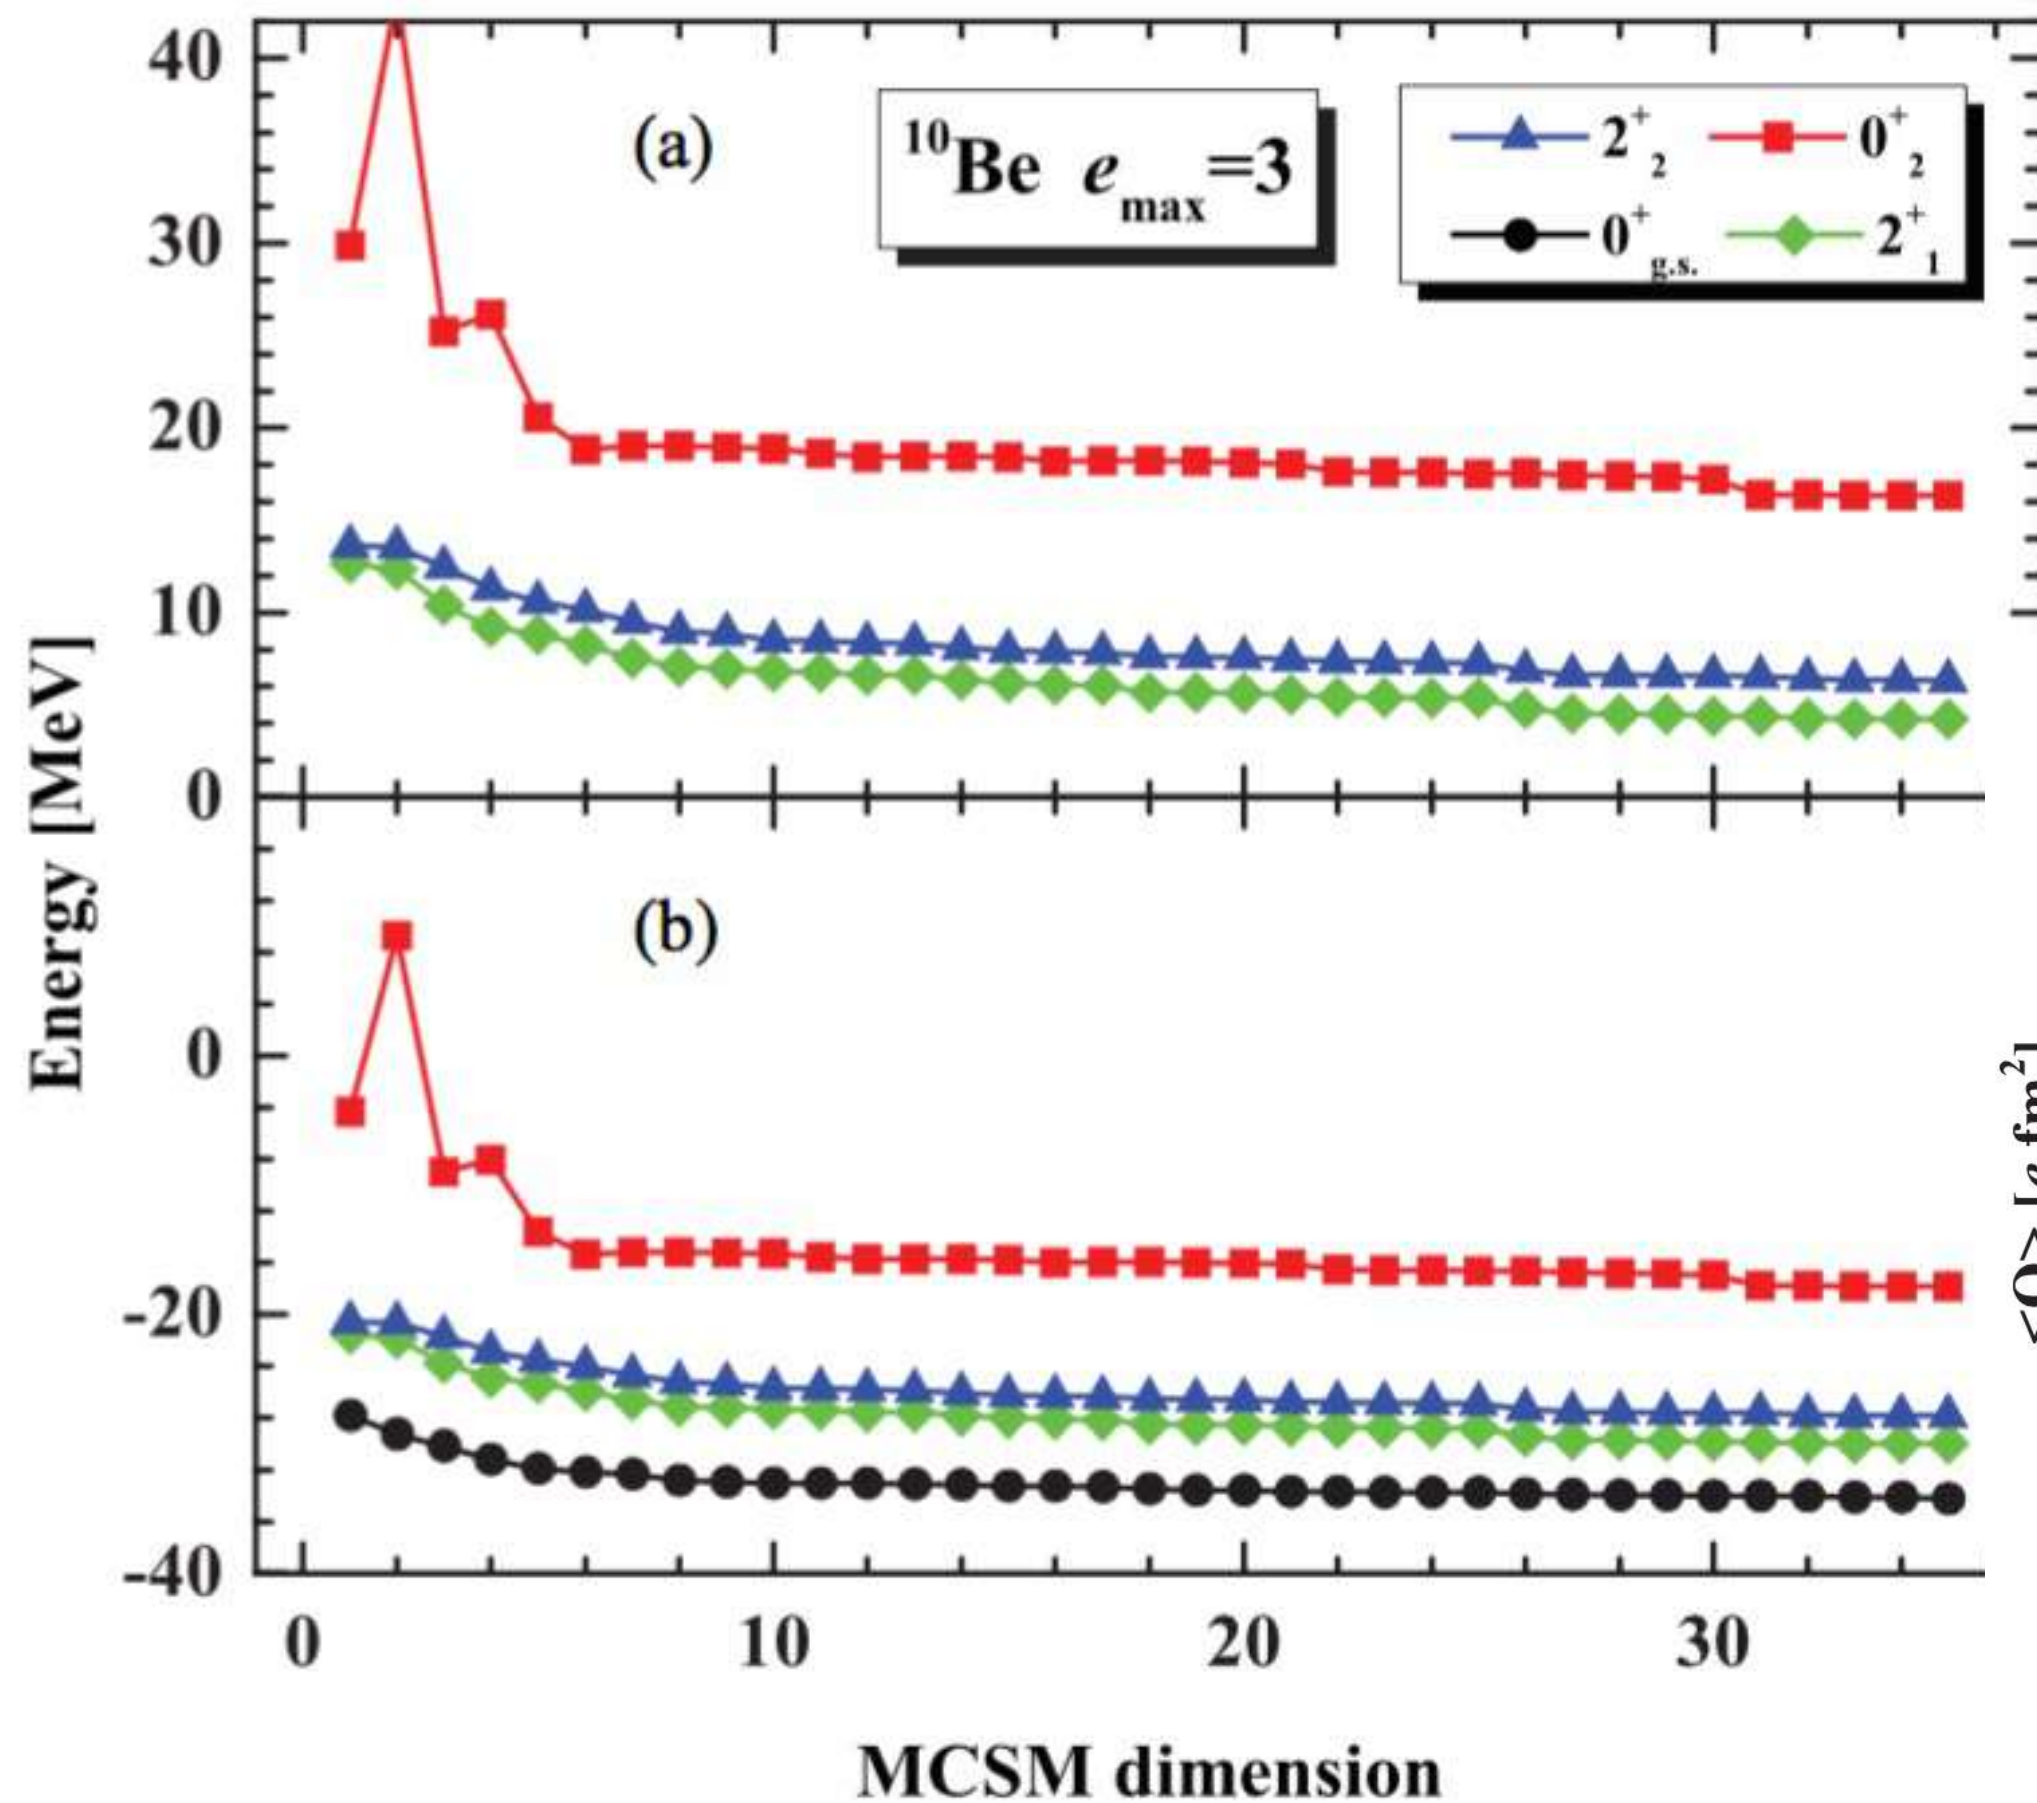 40
30
20
10
0
(a)
¹⁰Be e_max=3
2⁺₂ 0⁺₂
0⁺g.s. 2⁺₁
Energy [MeV]
(b)
0
-20
-40
0 10 20 30
MCSM dimension
fm²]